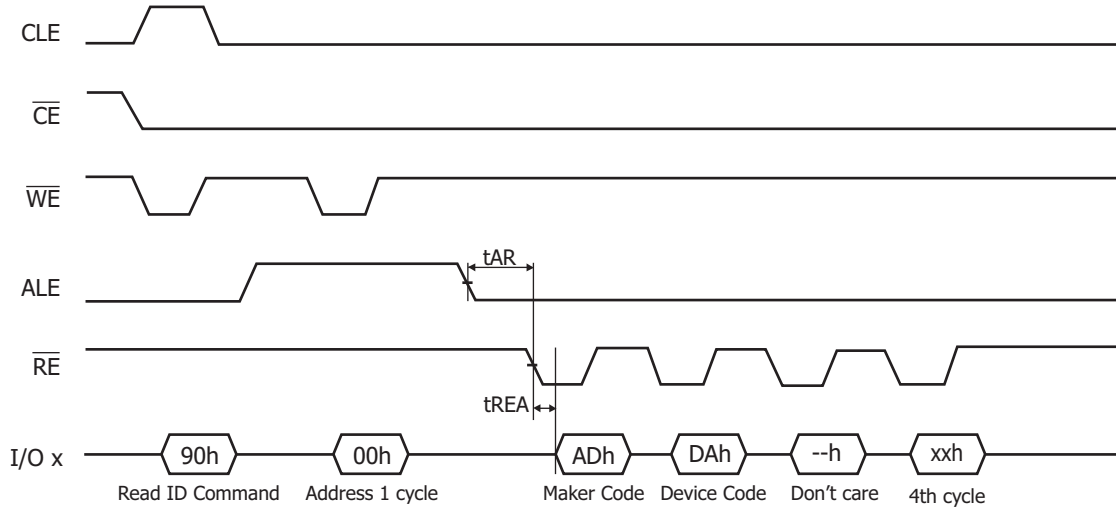 CLE
CE
WE
ALE
tAR
RE
tREA
I/O x
90h
00h
ADh
DAh
--h
xxh
Read ID Command
Address 1 cycle
Maker Code
Device Code
Don't care
4th cycle